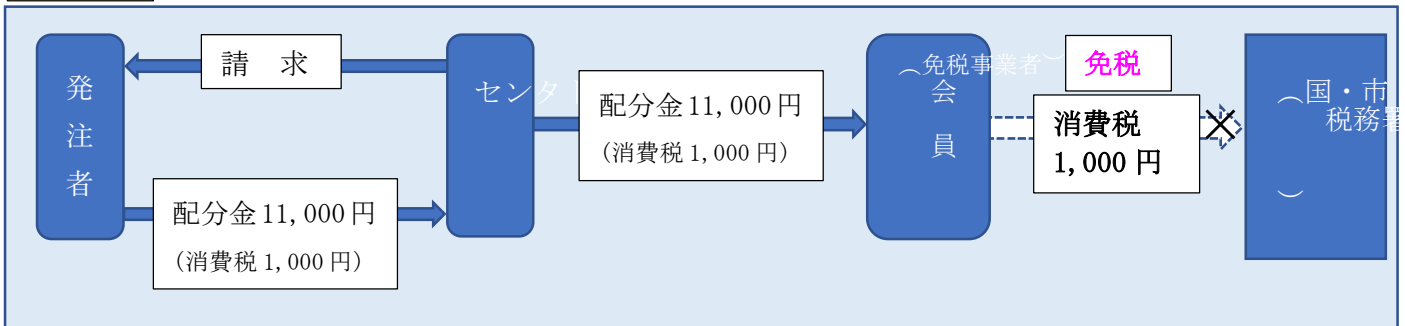 発注者
請　求
配分金 11,000 円
（消費税 1,000 円）
センタ
配分金 11,000 円
（消費税 1,000 円）
会員
（免税事業者）
免税
消費税
1,000 円
（国・市
税務署
）